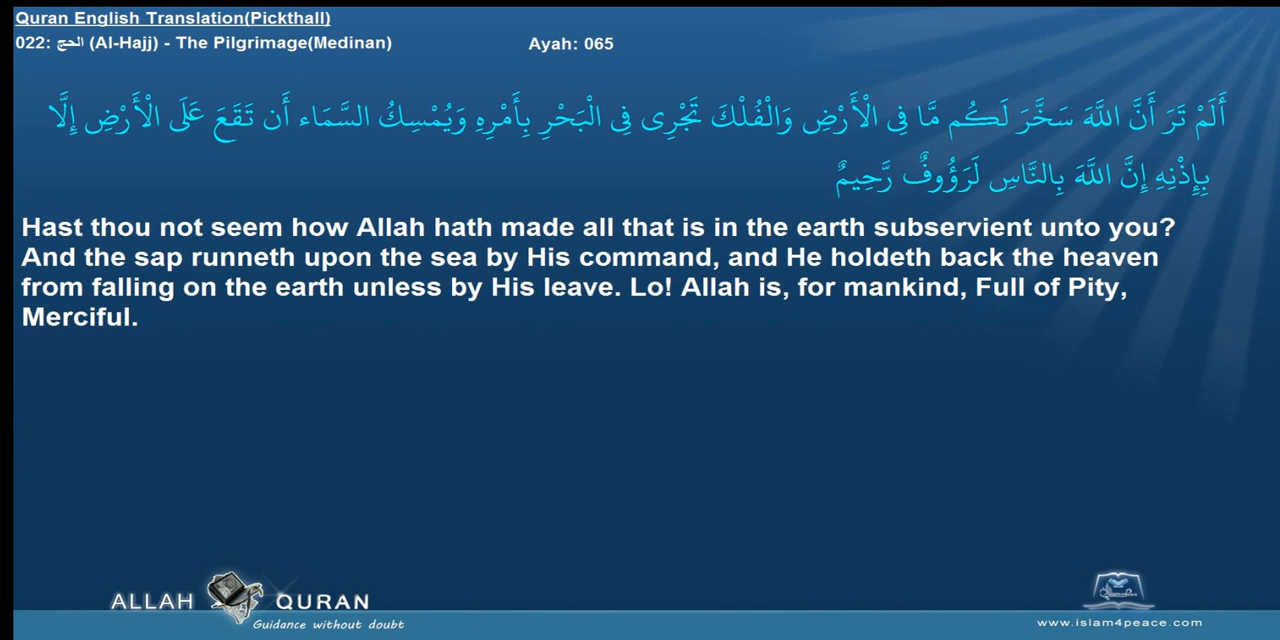 Quran English Translation(Pickthall)
022: الحج (Al-Hajj) - The Pilgrimage(Medinan) Ayah: 065
أَلَمْ تَرَ أَنَّ اللَّهَ سَخَّرَ لَكُم مَّا فِي الْأَرْضِ وَالْفُلْكَ تَجْرِي فِي الْبَحْرِ بِأَمْرِهِ وَيُمْسِكُ السَّمَاء أَن تَقَعَ عَلَى الْأَرْضِ إِلَّا
بِإِذْنِهِ إِنَّ اللَّهَ بِالنَّاسِ لَرَؤُوفٌ رَّحِيمٌ
Hast thou not seem how Allah hath made all that is in the earth subservient unto you?
And the sap runneth upon the sea by His command, and He holdeth back the heaven
from falling on the earth unless by His leave. Lo! Allah is, for mankind, Full of Pity,
Merciful.
ALLAH QURAN
Guidance without doubt
www.islam4peace.com